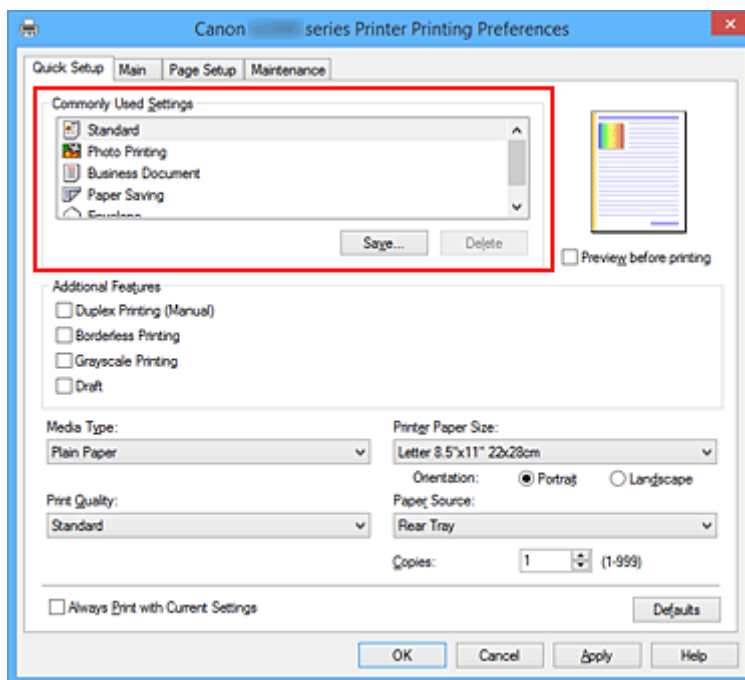 Canon series Printer Printing Preferences
Quick Setup Main Page Setup Maintenance
Commonly Used Settings
Standard
Photo Printing
Business Document
Paper Saving
Envelope
Save... Delete
Preview before printing
Additional Features
Duplex Printing (Manual)
Borderless Printing
Grayscale Printing
Draft
Media Type: Printer Paper Size:
Plain Paper Letter 8.5"x11" 22x28cm
Orientation: Portrait Landscape
Print Quality: Paper Source:
Standard Rear Tray
Copies: 1 (1-999)
Always Print with Current Settings Defaults
OK Cancel Apply Help